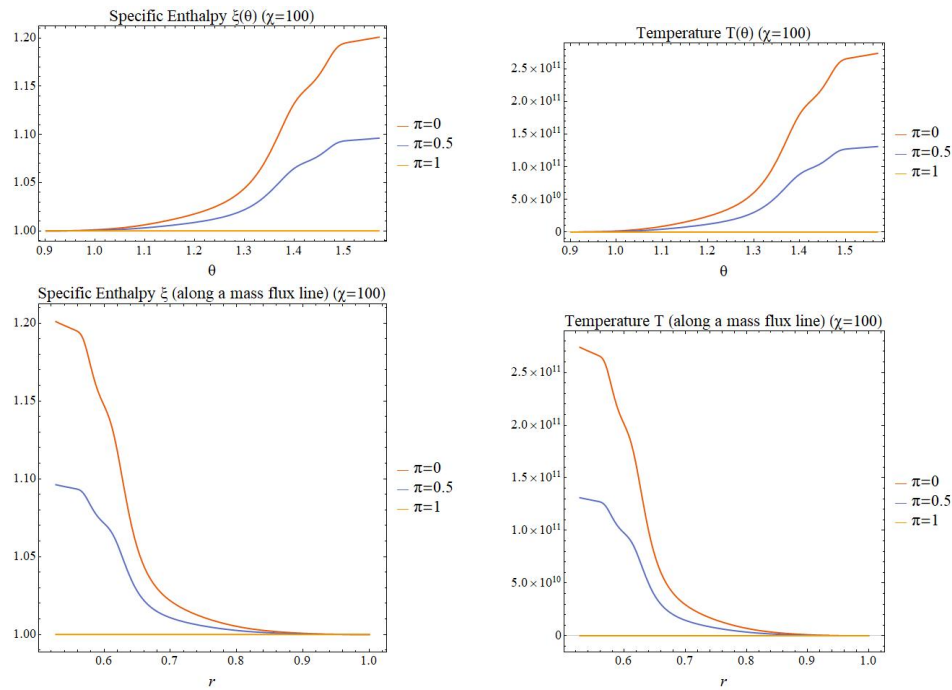 Specific Enthalpy ξ(θ) (χ=100)
1.20
1.15
1.10
1.05
1.00
0.9 1.0 1.1 1.2 1.3 1.4 1.5
θ
π=0
π=0.5
π=1
Temperature T(θ) (χ=100)
2.5×10¹¹
2.0×10¹¹
1.5×10¹¹
1.0×10¹¹
5.0×10¹⁰
0
0.9 1.0 1.1 1.2 1.3 1.4 1.5
θ
π=0
π=0.5
π=1
Specific Enthalpy ξ (along a mass flux line) (χ=100)
1.20
1.15
1.10
1.05
1.00
0.6 0.7 0.8 0.9 1.0
r
π=0
π=0.5
π=1
Temperature T (along a mass flux line) (χ=100)
2.5×10¹¹
2.0×10¹¹
1.5×10¹¹
1.0×10¹¹
5.0×10¹⁰
0
0.6 0.7 0.8 0.9 1.0
r
π=0
π=0.5
π=1